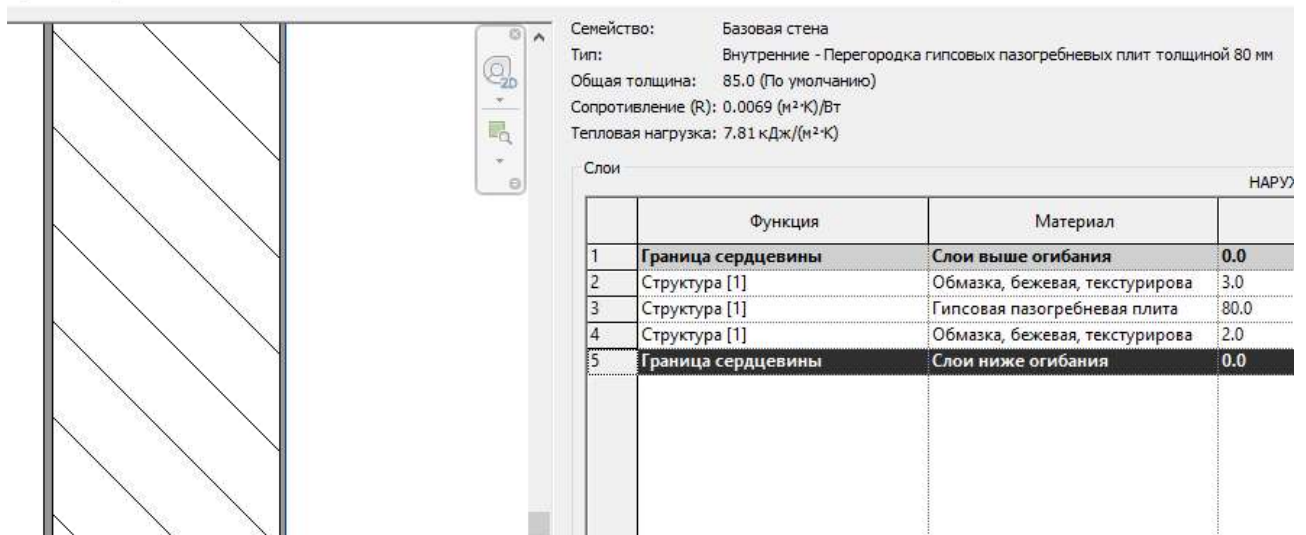 2D
Семейство: Базовая стена
Тип: Внутренние - Перегородка гипсовых пазогребневых плит толщиной 80 мм
Общая толщина: 85.0 (По умолчанию)
Сопротивление (R): 0.0069 (м²·K)/Вт
Тепловая нагрузка: 7.81 кДж/(м²·K)
Слои
НАРУЖ
Функция Материал
1 Граница сердцевины Слои выше огибания 0.0
2 Структура [1] Обмазка, бежевая, текстурирова 3.0
3 Структура [1] Гипсовая пазогребневая плита 80.0
4 Структура [1] Обмазка, бежевая, текстурирова 2.0
5 Граница сердцевины Слои ниже огибания 0.0